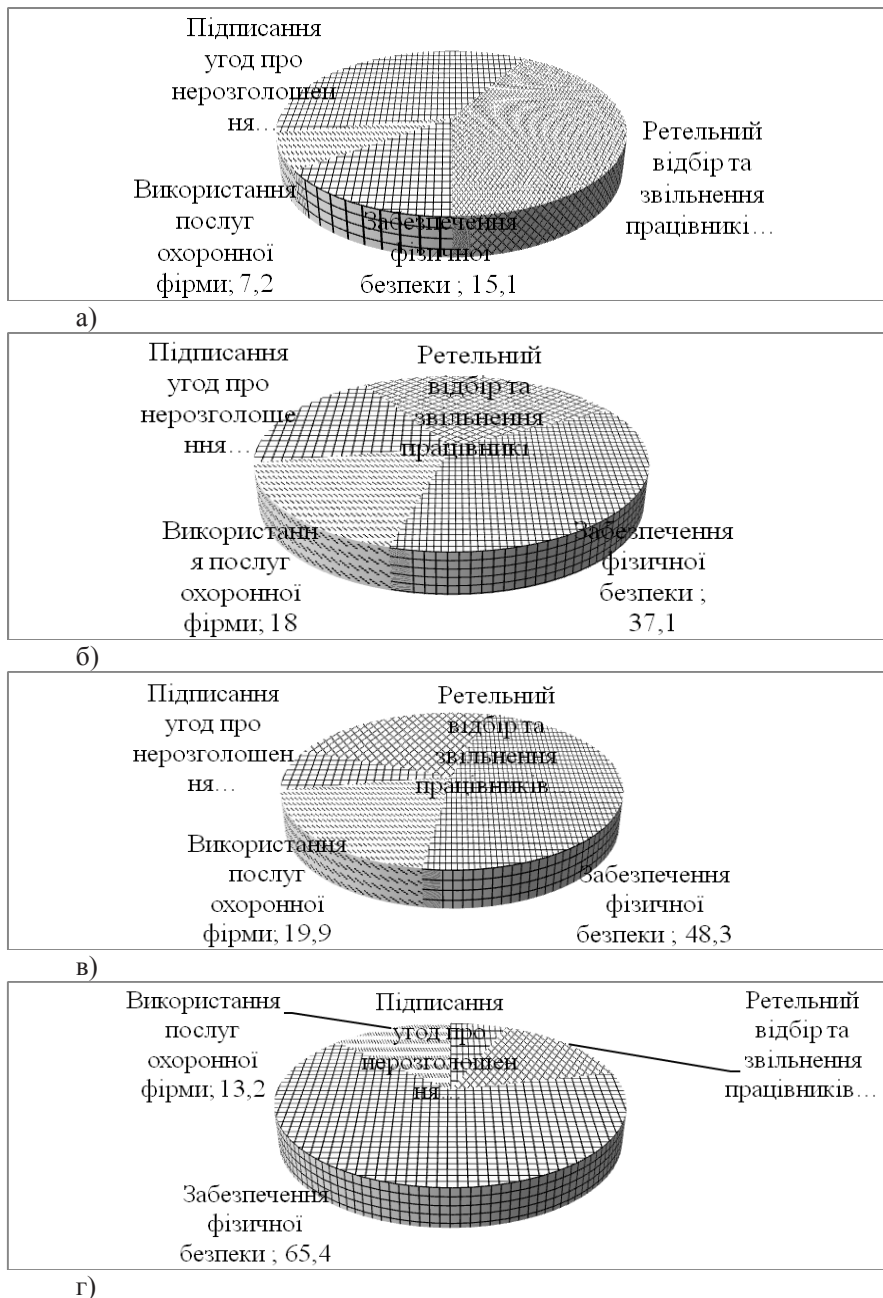 Підписання
угод про
нерозголошен
ня…
Ретельний
відбір та
звільнення
працівникі…
Використання
послуг
охоронної
фірми; 7,2
Забезпечення
фізичної
безпеки ; 15,1
а)
Підписання
угод про
нерозголоше
ння…
Ретельний
відбір та
звільнення
працівникі…
Використанн
я послуг
охоронної
фірми; 18
Забезпечення
фізичної
безпеки ;
37,1
б)
Підписання
угод про
нерозголошен
ня…
Ретельний
відбір та
звільнення
працівників…
Використання
послуг
охоронної
фірми; 19,9
Забезпечення
фізичної
безпеки ; 48,3
в)
Використання
послуг
охоронної
фірми; 13,2
Підписання
угод про
нерозголошен
ня…
Ретельний
відбір та
звільнення
працівників…
Забезпечення
фізичної
безпеки ; 65,4
г)